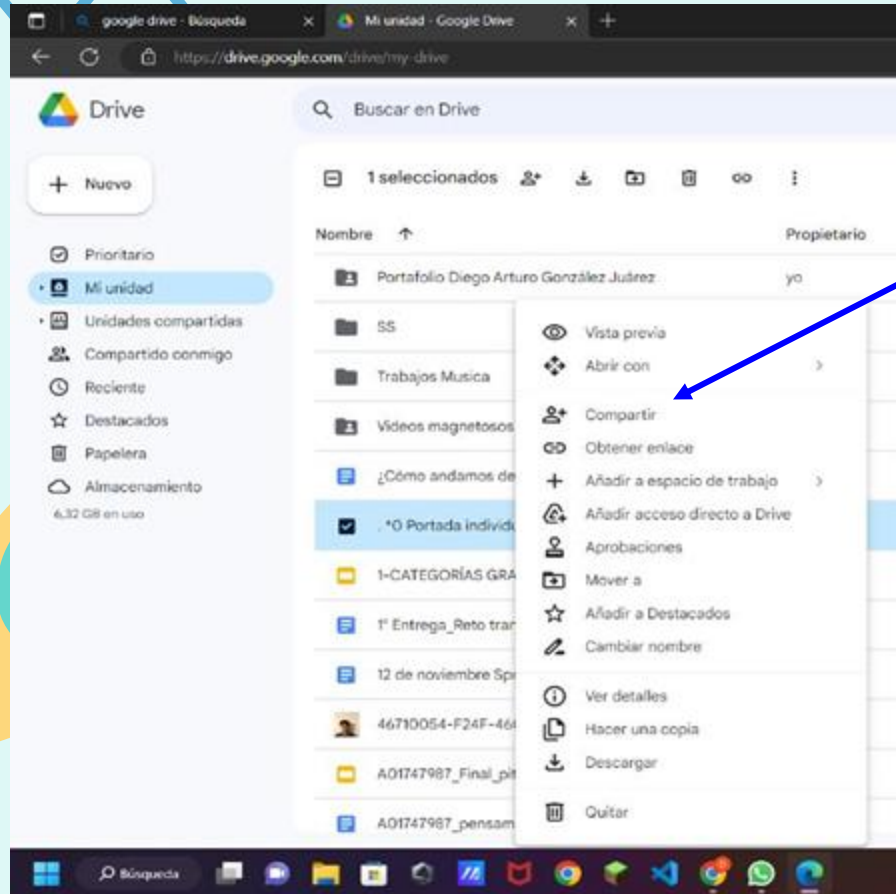 google drive - Búsqueda
Mi unidad - Google Drive
https://drive.google.com/drive/my-drive
Drive
Buscar en Drive
Nuevo
1 seleccionados
Nombre
Propietario
Prioritario
Mi unidad
Unidades compartidas
Compartido conmigo
Reciente
Destacados
Papelera
Almacenamiento
6,32 GB en uso
Portafolio Diego Arturo González Juárez
yo
SS
Trabajos Musica
Videos magnetosos
¿Cómo andamos de
. *0 Portada individu
1-CATEGORÍAS GRA
1° Entrega_Reto tran
12 de noviembre Spr
46710054-F24F-464
A01747987_Final_pit
A01747987_pensam
Vista previa
Abrir con
Compartir
Obtener enlace
Añadir a espacio de trabajo
Añadir acceso directo a Drive
Aprobaciones
Mover a
Añadir a Destacados
Cambiar nombre
Ver detalles
Hacer una copia
Descargar
Quitar
Búsqueda